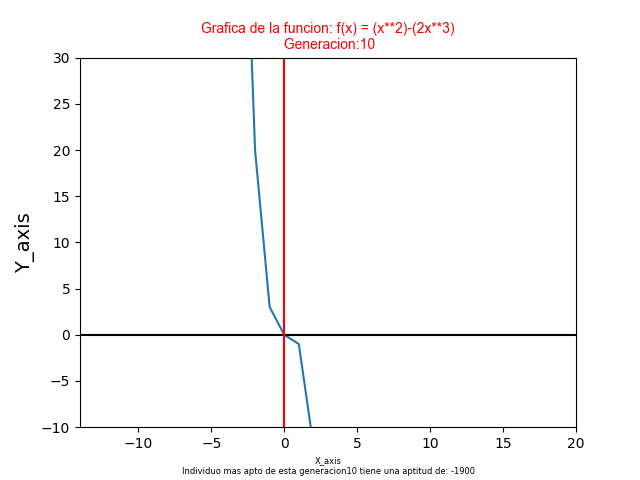 Grafica de la funcion: f(x) = (x**2)-(2x**3)
Generacion:10
30
25
20
15
10
5
0
−5
−10
Y_axis
−10 −5 0 5 10 15 20
X_axis
Individuo mas apto de esta generacion10 tiene una aptitud de: -1900